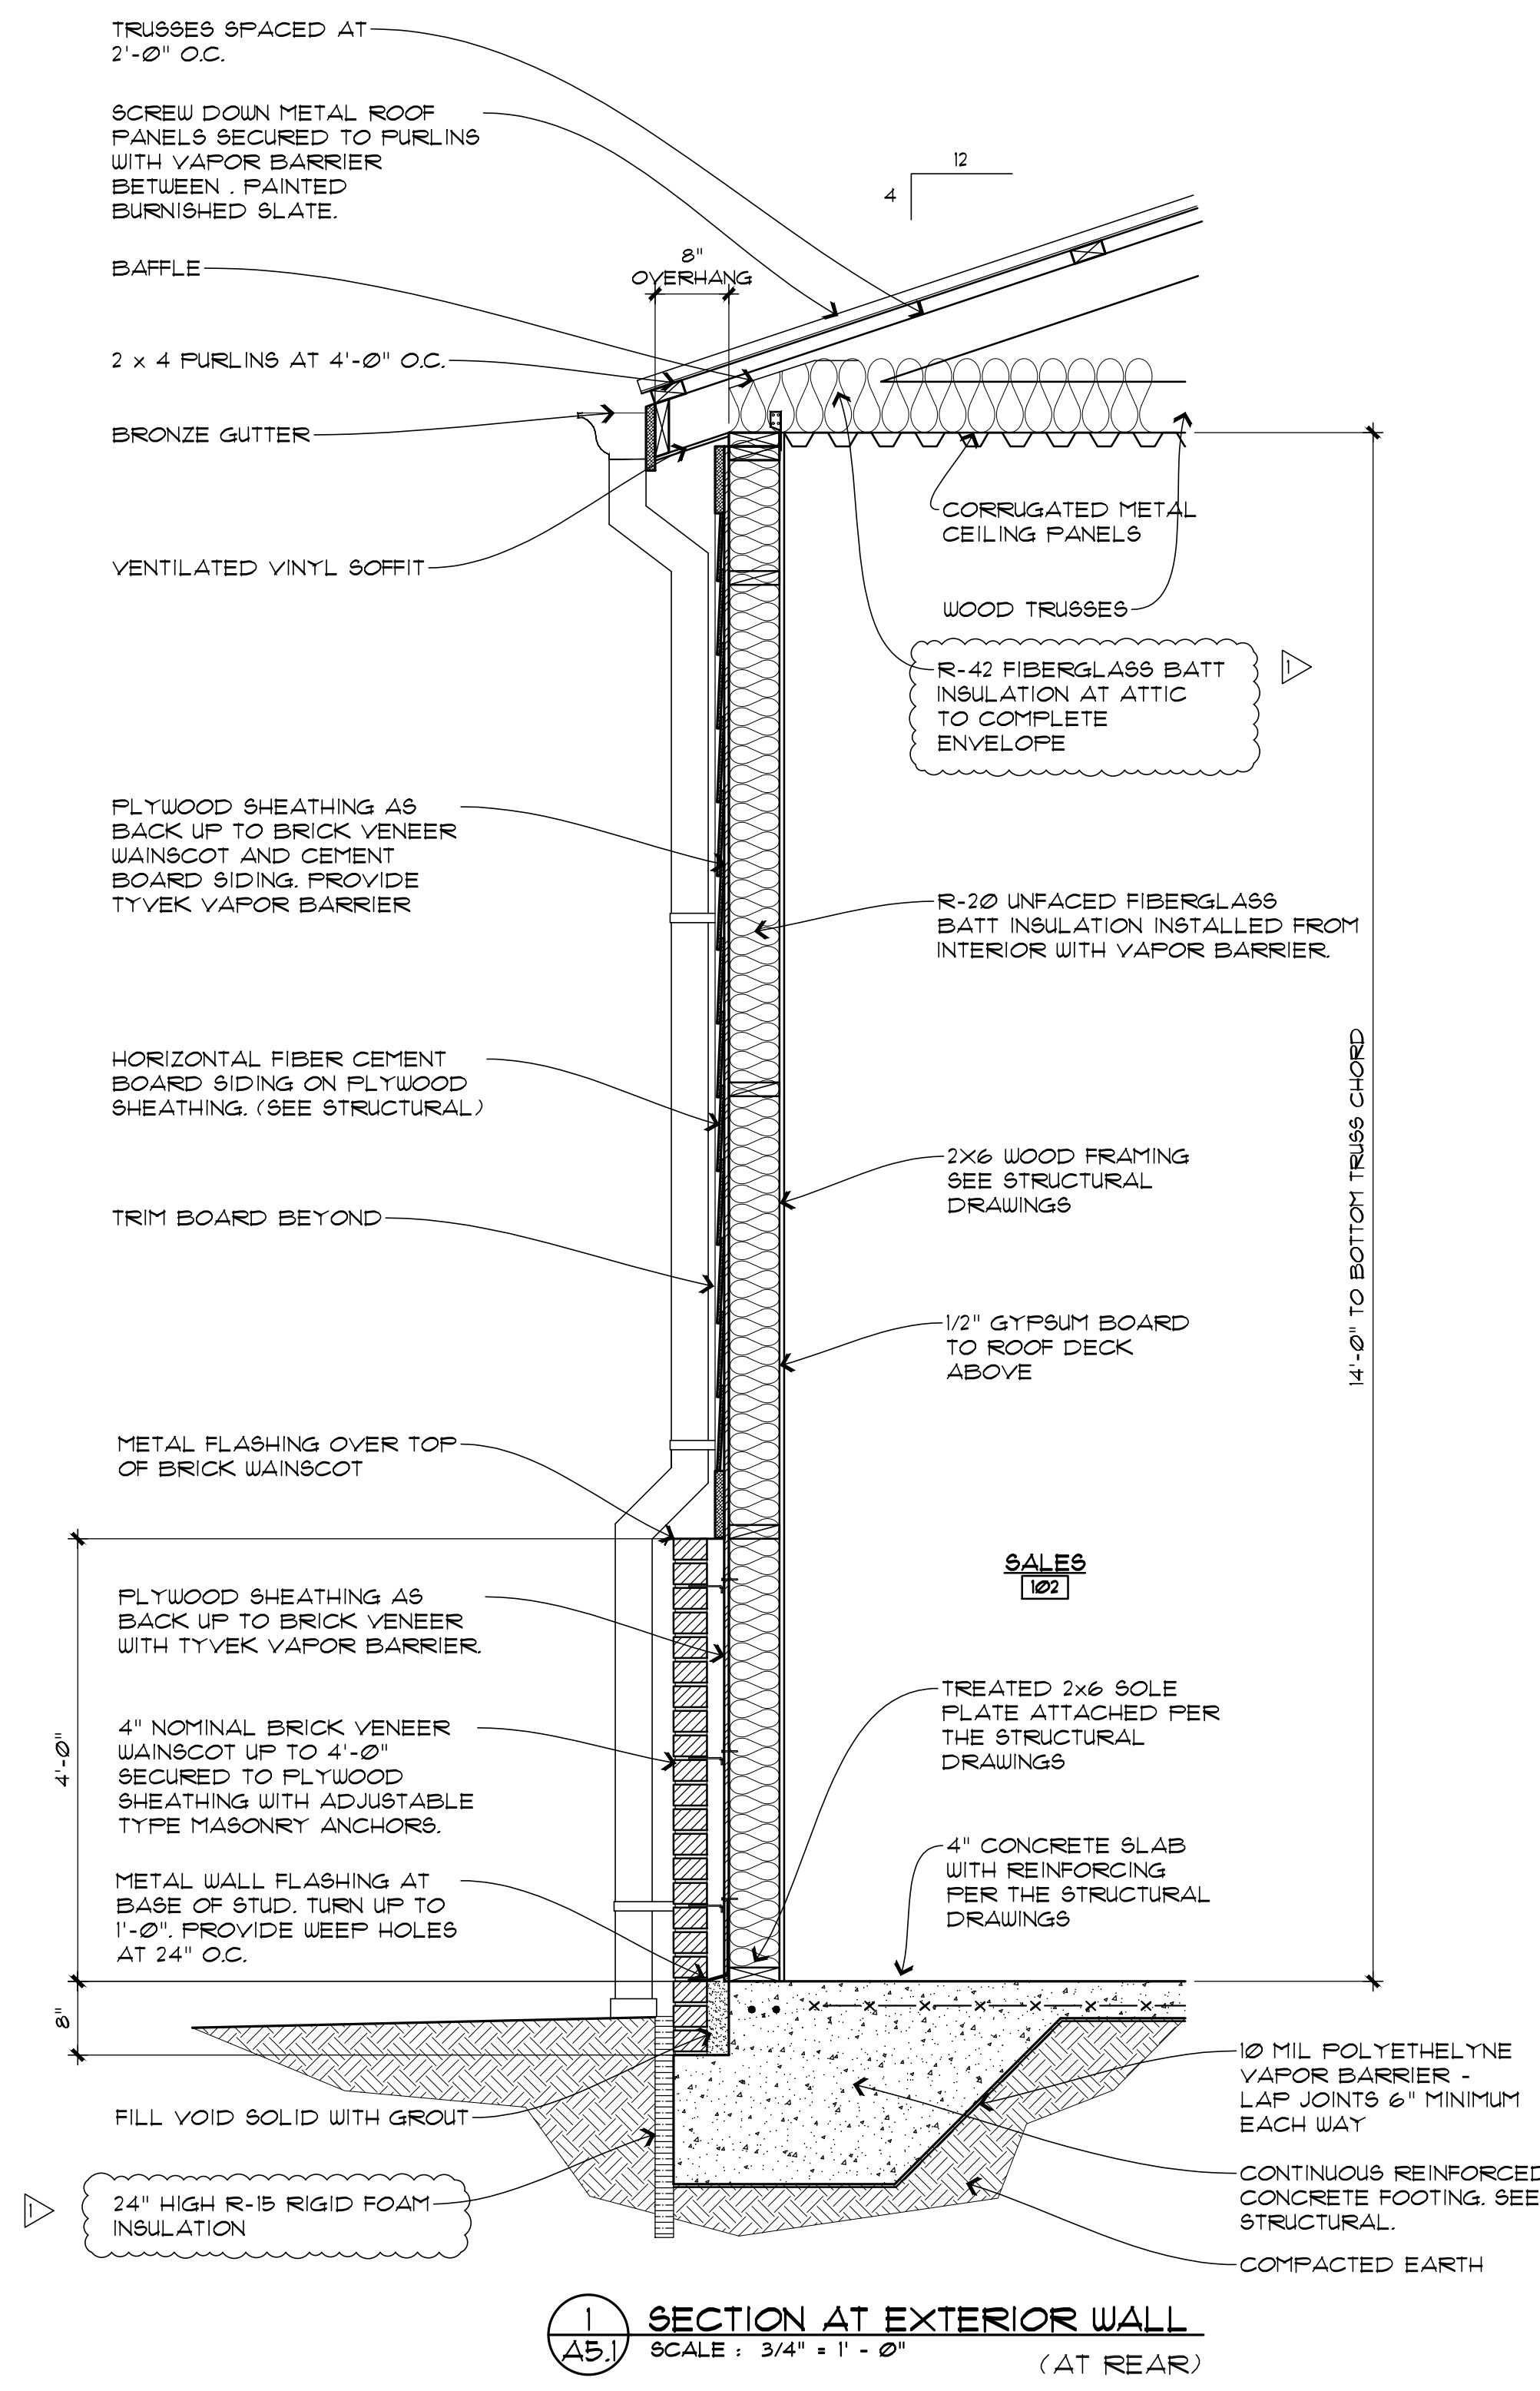 TRUSSES SPACED AT
2'-0" O.C.
SCREW DOWN METAL ROOF
PANELS SECURED TO PURLINS
WITH VAPOR BARRIER
BETWEEN . PAINTED
BURNISHED SLATE.
12
4
8"
OVERHANG
BAFFLE
2 x 4 PURLINS AT 4'-0" O.C.
BRONZE GUTTER
VENTILATED VINYL SOFFIT
CORRUGATED METAL
CEILING PANELS
WOOD TRUSSES
R-42 FIBERGLASS BATT
INSULATION AT ATTIC
TO COMPLETE
ENVELOPE
1
PLYWOOD SHEATHING AS
BACK UP TO BRICK VENEER
WAINSCOT AND CEMENT
BOARD SIDING. PROVIDE
TYVEK VAPOR BARRIER
R-20 UNFACED FIBERGLASS
BATT INSULATION INSTALLED FROM
INTERIOR WITH VAPOR BARRIER.
HORIZONTAL FIBER CEMENT
BOARD SIDING ON PLYWOOD
SHEATHING. (SEE STRUCTURAL)
14'-0" TO BOTTOM TRUSS CHORD
2X6 WOOD FRAMING
SEE STRUCTURAL
DRAWINGS
TRIM BOARD BEYOND
1/2" GYPSUM BOARD
TO ROOF DECK
ABOVE
METAL FLASHING OVER TOP
OF BRICK WAINSCOT
SALES
102
PLYWOOD SHEATHING AS
BACK UP TO BRICK VENEER
WITH TYVEK VAPOR BARRIER.
TREATED 2x6 SOLE
PLATE ATTACHED PER
THE STRUCTURAL
DRAWINGS
4'-0"
4" NOMINAL BRICK VENEER
WAINSCOT UP TO 4'-0"
SECURED TO PLYWOOD
SHEATHING WITH ADJUSTABLE
TYPE MASONRY ANCHORS.
4" CONCRETE SLAB
WITH REINFORCING
PER THE STRUCTURAL
DRAWINGS
METAL WALL FLASHING AT
BASE OF STUD. TURN UP TO
1'-0". PROVIDE WEEP HOLES
AT 24" O.C.
8"
10 MIL POLYETHELYNE
VAPOR BARRIER -
LAP JOINTS 6" MINIMUM
EACH WAY
FILL VOID SOLID WITH GROUT
CONTINUOUS REINFORCED
CONCRETE FOOTING. SEE
STRUCTURAL.
1
24" HIGH R-15 RIGID FOAM
INSULATION
COMPACTED EARTH
1
A5.1
SECTION AT EXTERIOR WALL
SCALE : 3/4" = 1' - 0"
(AT REAR)